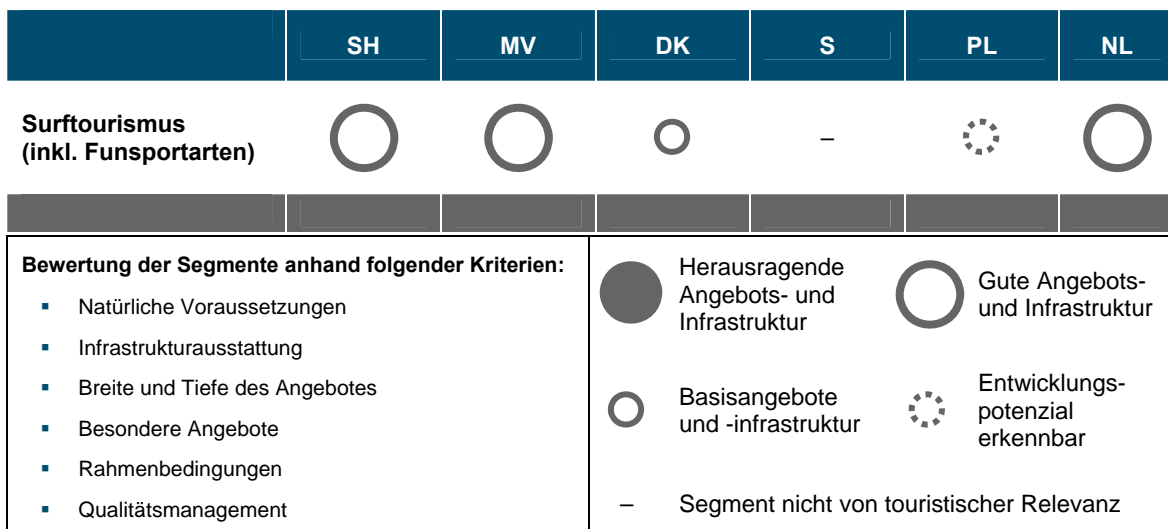 SH MV DK S PL NL
Surftourismus
(inkl. Funsportarten)
–
Bewertung der Segmente anhand folgender Kriterien:
▪ Natürliche Voraussetzungen
▪ Infrastrukturausstattung
▪ Breite und Tiefe des Angebotes
▪ Besondere Angebote
▪ Rahmenbedingungen
▪ Qualitätsmanagement
Herausragende
Angebots- und
Infrastruktur
Gute Angebots-
und Infrastruktur
Basisangebote
und -infrastruktur
Entwicklungs-
potenzial
erkennbar
– Segment nicht von touristischer Relevanz